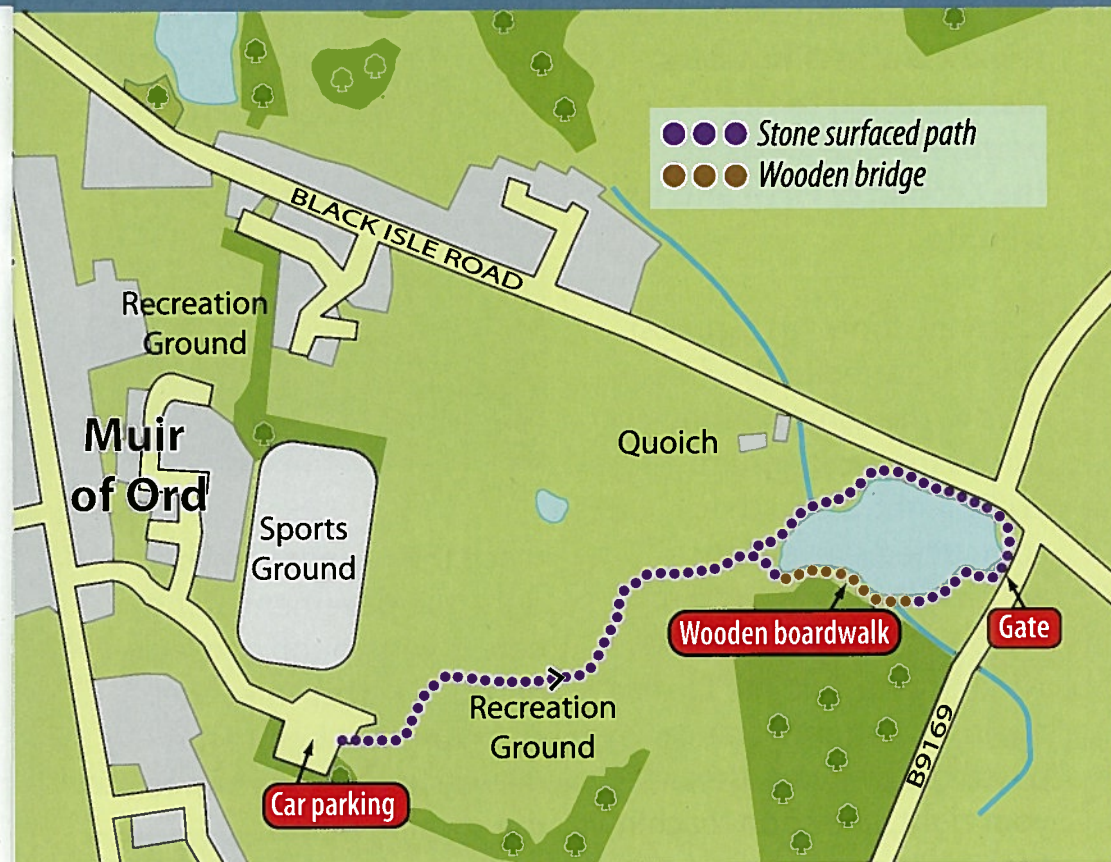 Stone surfaced path
Wooden bridge
BLACK ISLE ROAD
Recreation
Ground
Muir
of Ord
Quoich
Sports
Ground
Wooden boardwalk
Gate
Recreation
Ground
B9169
Car parking